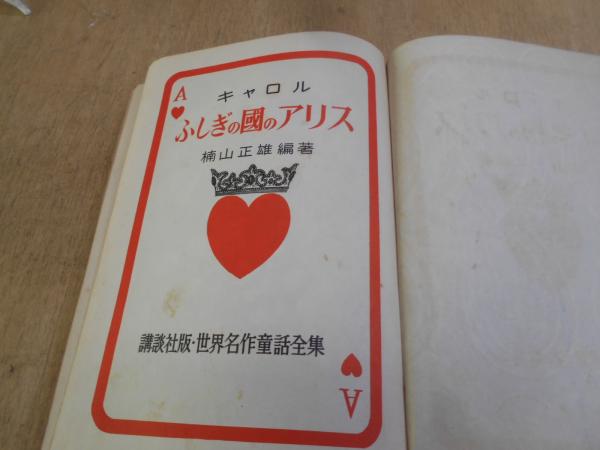 A
キャロル
ふしぎの國のアリス
楠山正雄編著
講談社版・世界名作童話全集
A